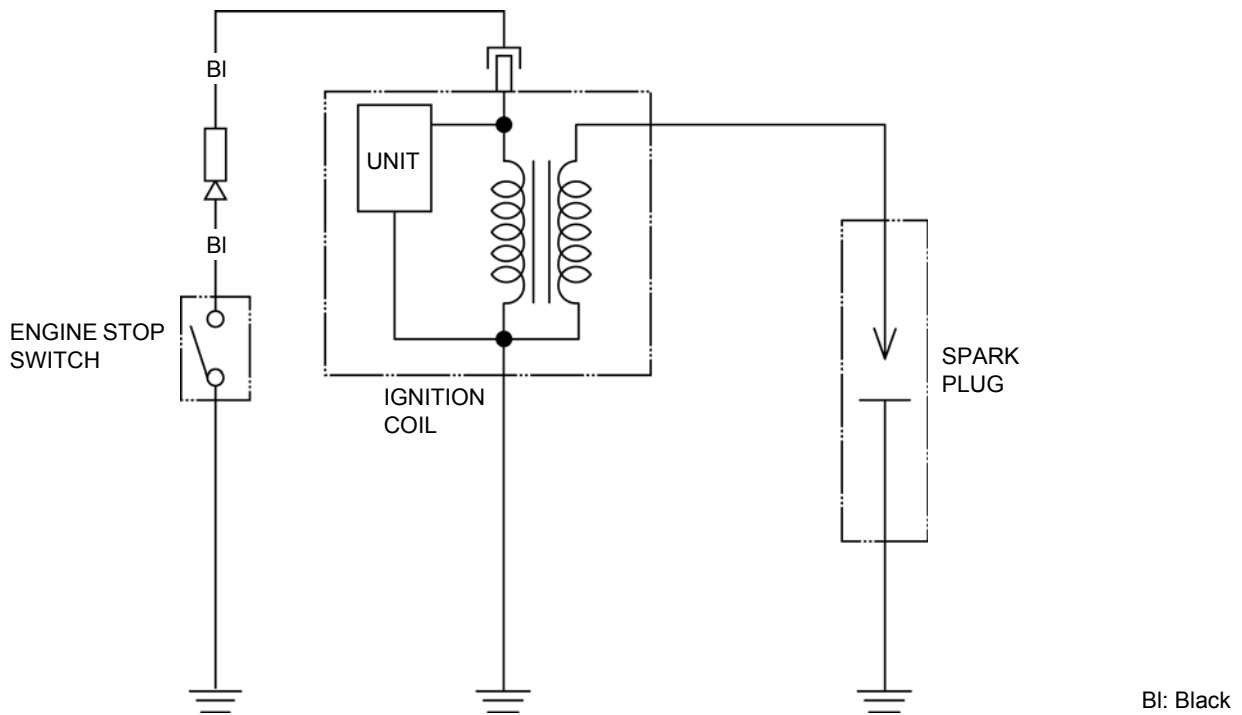 Bl
UNIT
Bl
ENGINE STOP
SWITCH
IGNITION
COIL
SPARK
PLUG
Bl: Black